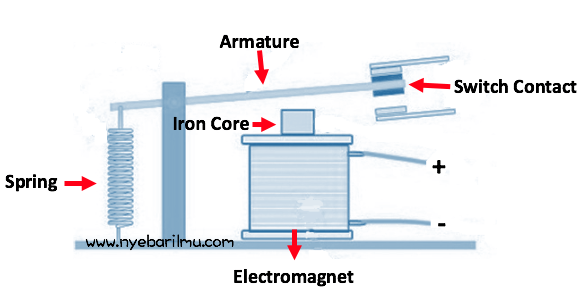 Armature
Switch Contact
Iron Core
+
Spring
-
www.nyebarilmu.com
Electromagnet